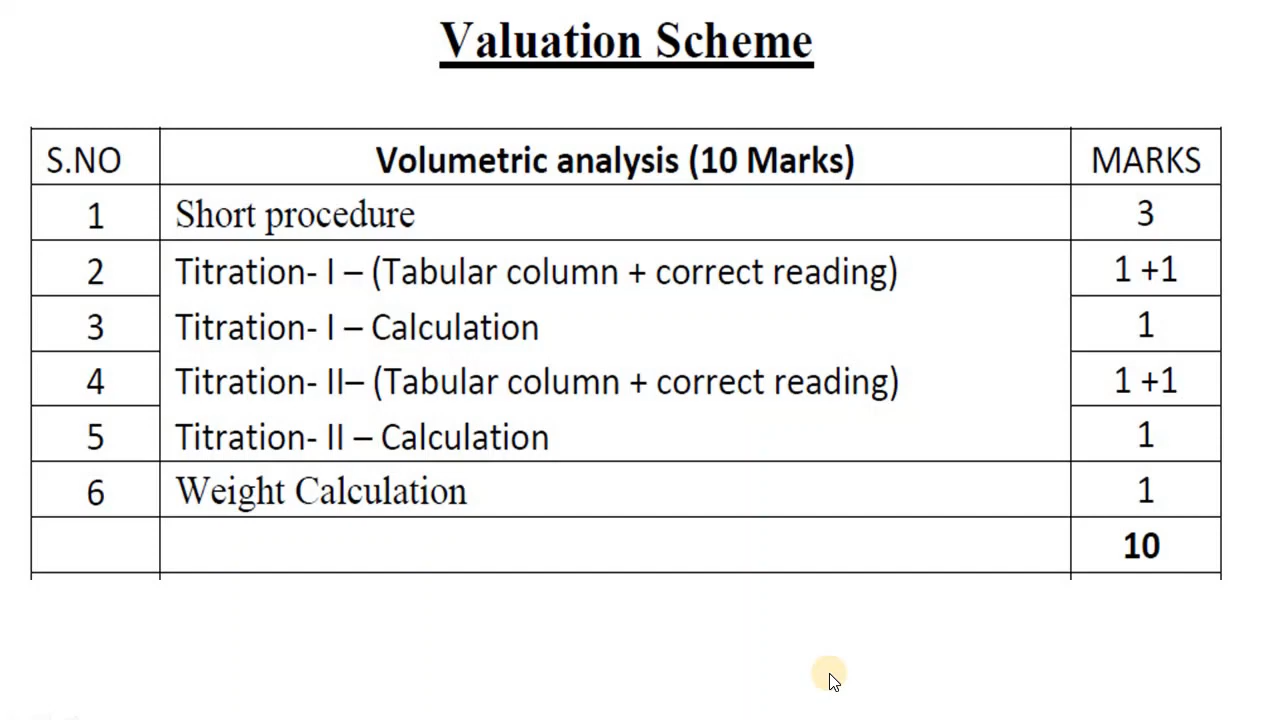 Valuation Scheme
S.NO Volumetric analysis (10 Marks) MARKS
1 Short procedure 3
2 Titration- I – (Tabular column + correct reading) 1 +1
3 Titration- I – Calculation 1
4 Titration- II– (Tabular column + correct reading) 1 +1
5 Titration- II – Calculation 1
6 Weight Calculation 1
10